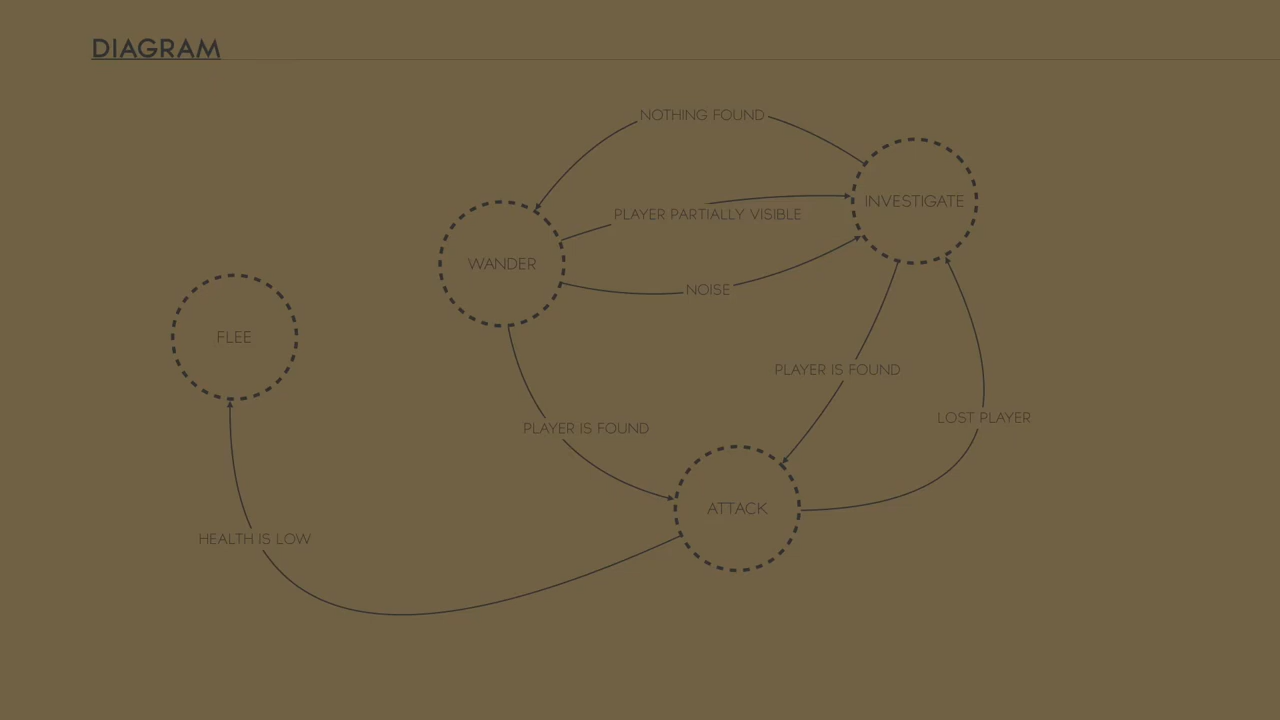 DIAGRAM
NOTHING FOUND
INVESTIGATE
PLAYER PARTIALLY VISIBLE
WANDER
NOISE
FLEE
PLAYER IS FOUND
LOST PLAYER
PLAYER IS FOUND
ATTACK
HEALTH IS LOW